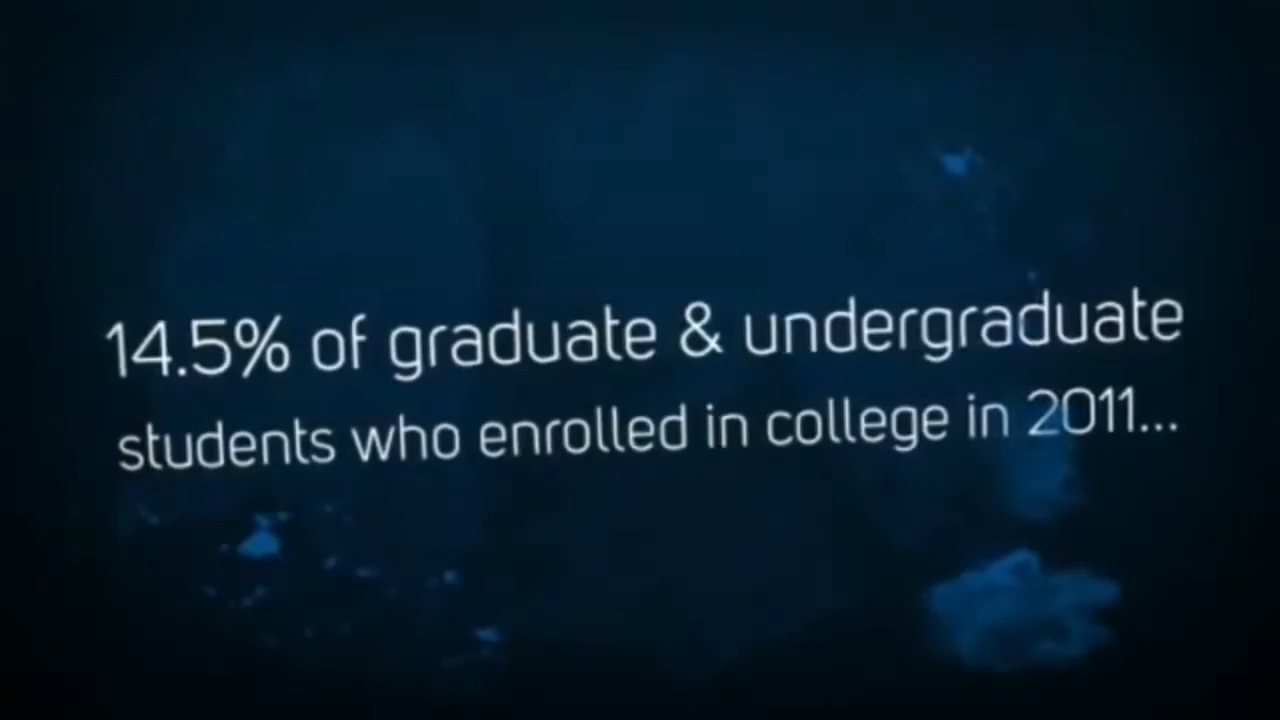 14.5% of graduate & undergraduate
students who enrolled in college in 2011...